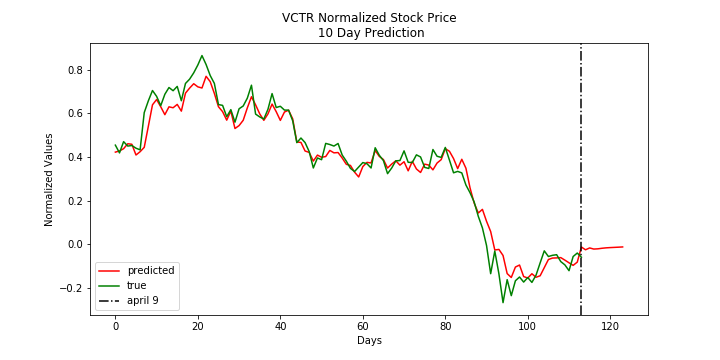 VCTR Normalized Stock Price
10 Day Prediction
Normalized Values
0.8
0.6
0.4
0.2
0.0
−0.2
predicted
true
april 9
0 20 40 60 80 100 120
Days